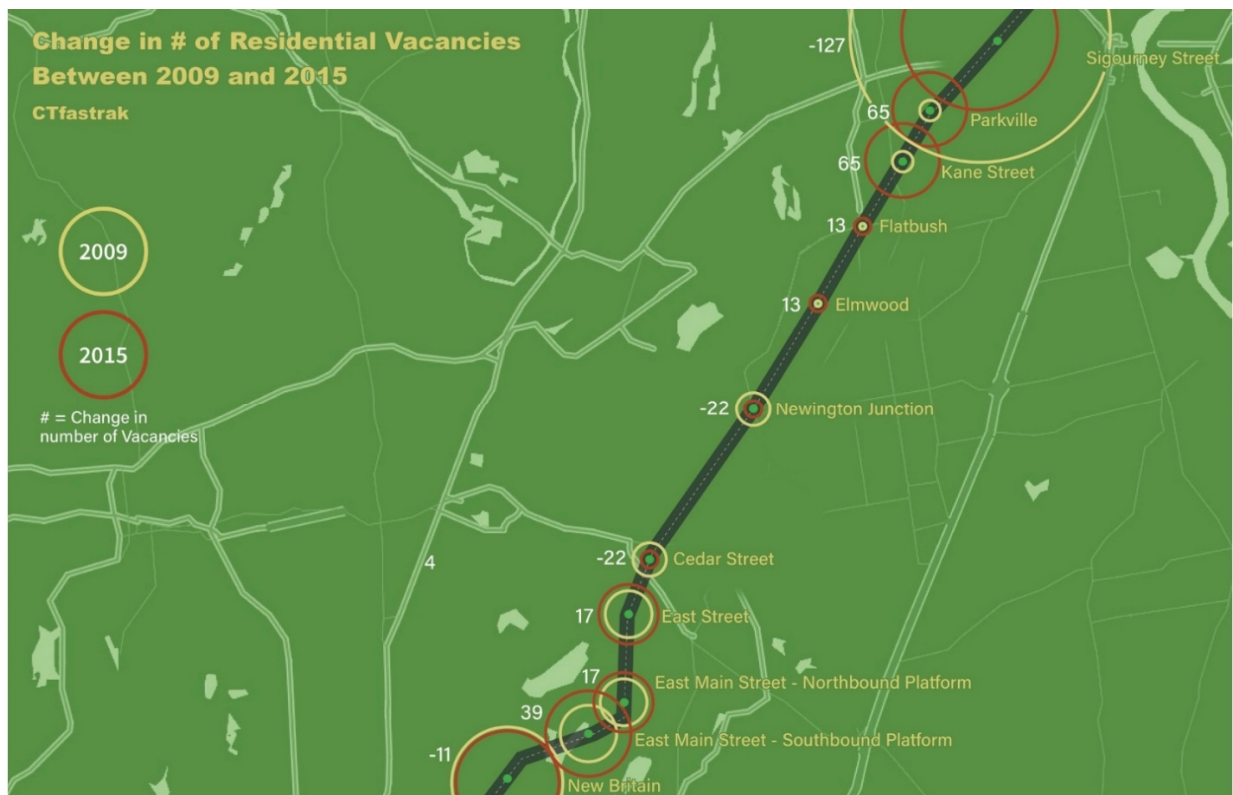 Change in # of Residential Vacancies
Between 2009 and 2015
CTfastrak
-127
Sigourney Street
65
Parkville
65
Kane Street
13
Flatbush
2009
13
Elmwood
2015
-22
Newington Junction
# = Change in
number of Vacancies
-22
Cedar Street
4
17
East Street
17
East Main Street - Northbound Platform
39
East Main Street - Southbound Platform
-11
New Britain